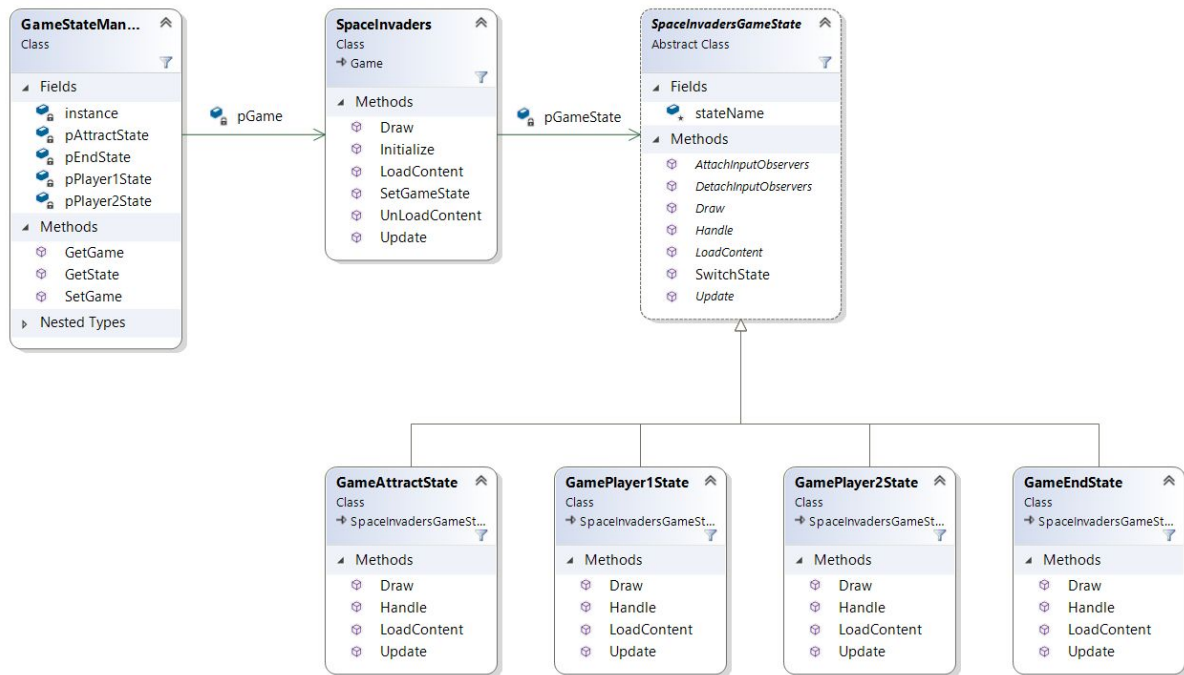 GameStateMan...
Class
Fields
instance
pAttractState
pEndState
pPlayer1State
pPlayer2State
Methods
GetGame
GetState
SetGame
Nested Types
pGame
SpaceInvaders
Class
Game
Methods
Draw
Initialize
LoadContent
SetGameState
UnLoadContent
Update
pGameState
SpaceInvadersGameState
Abstract Class
Fields
stateName
Methods
AttachInputObservers
DetachInputObservers
Draw
Handle
LoadContent
SwitchState
Update
GameAttractState
Class
SpaceInvadersGameSt...
Methods
Draw
Handle
LoadContent
Update
GamePlayer1State
Class
SpaceInvadersGameSt...
Methods
Draw
Handle
LoadContent
Update
GamePlayer2State
Class
SpaceInvadersGameSt...
Methods
Draw
Handle
LoadContent
Update
GameEndState
Class
SpaceInvadersGameSt...
Methods
Draw
Handle
LoadContent
Update